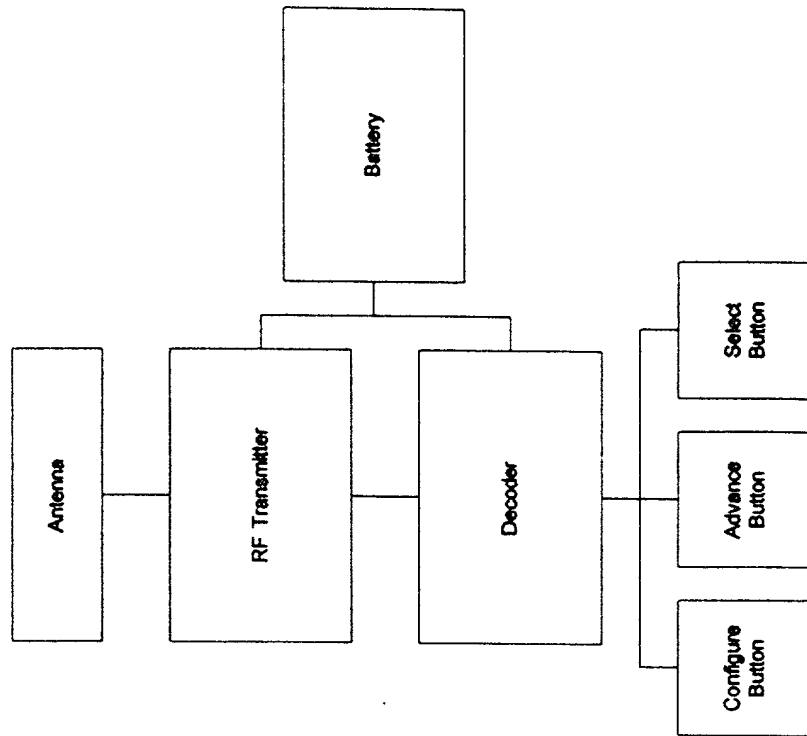 Antenna
RF Transmitter
Battery
Decoder
Configure
Button
Advance
Button
Select
Button